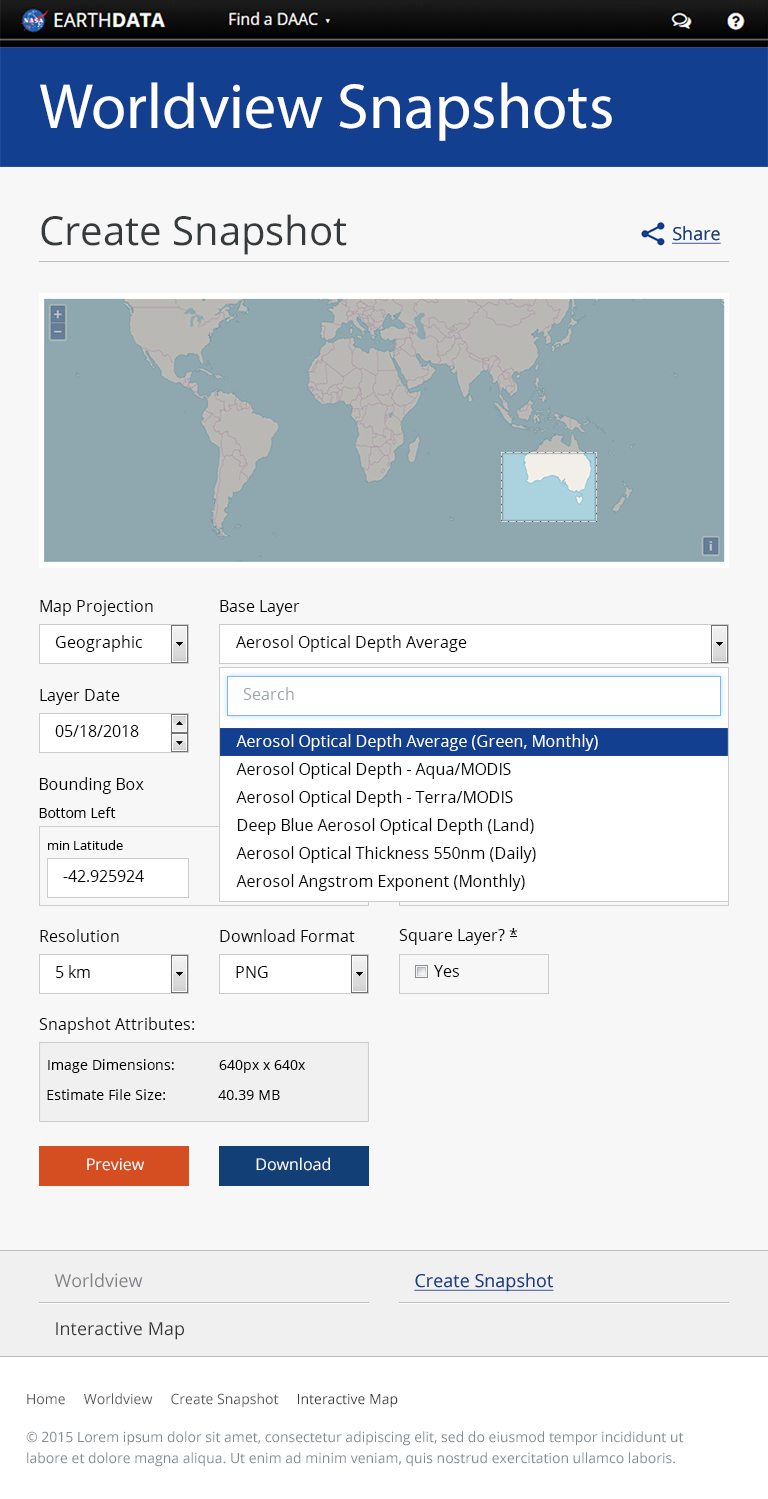 NASA EARTHDATA Find a DAAC
Worldview Snapshots
Create Snapshot Share
+
−
i
Map Projection Base Layer
Geographic Aerosol Optical Depth Average
Search
Layer Date
05/18/2018
Aerosol Optical Depth Average (Green, Monthly)
Aerosol Optical Depth - Aqua/MODIS
Aerosol Optical Depth - Terra/MODIS
Deep Blue Aerosol Optical Depth (Land)
Aerosol Optical Thickness 550nm (Daily)
Aerosol Angstrom Exponent (Monthly)
Bounding Box
Bottom Left
min Latitude
-42.925924
Resolution Download Format Square Layer? *
5 km PNG Yes
Snapshot Attributes:
Image Dimensions: 640px x 640x
Estimate File Size: 40.39 MB
Preview Download
Worldview Create Snapshot
Interactive Map
Home Worldview Create Snapshot Interactive Map
© 2015 Lorem ipsum dolor sit amet, consectetur adipiscing elit, sed do eiusmod tempor incididunt ut
labore et dolore magna aliqua. Ut enim ad minim veniam, quis nostrud exercitation ullamco laboris.